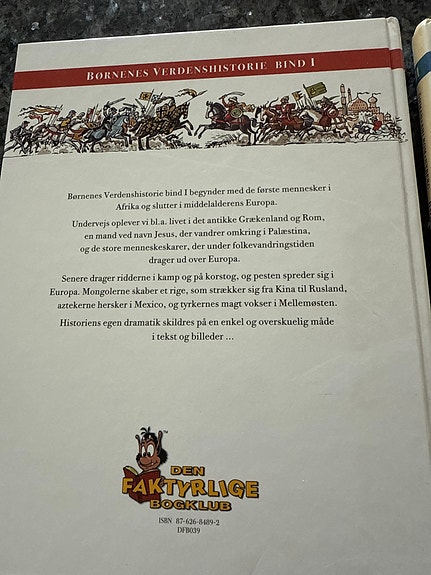 BØRNENES VERDENSHISTORIE BIND I
Børnenes Verdenshistorie bind I begynder med de første mennesker i
Afrika og slutter i middelalderens Europa.
Undervejs oplever vi bl.a. livet i det antikke Grækenland og Rom,
en mand ved navn Jesus, der vandrer omkring i Palæstina,
og de store menneskeskarer, der under folkevandringstiden
drager ud over Europa.
Senere drager ridderne i kamp og på korstog, og pesten spreder sig i
Europa. Mongolerne skaber et rige, som strækker sig fra Kina til Rusland,
aztekerne hersker i Mexico, og tyrkernes magt vokser i Mellemøsten.
Historiens egen dramatik skildres på en enkel og overskuelig måde
i tekst og billeder ...
TM
DEN
FAKTYRLIGE
BOGKLUB
ISBN 87-626-8489-2
DFB039